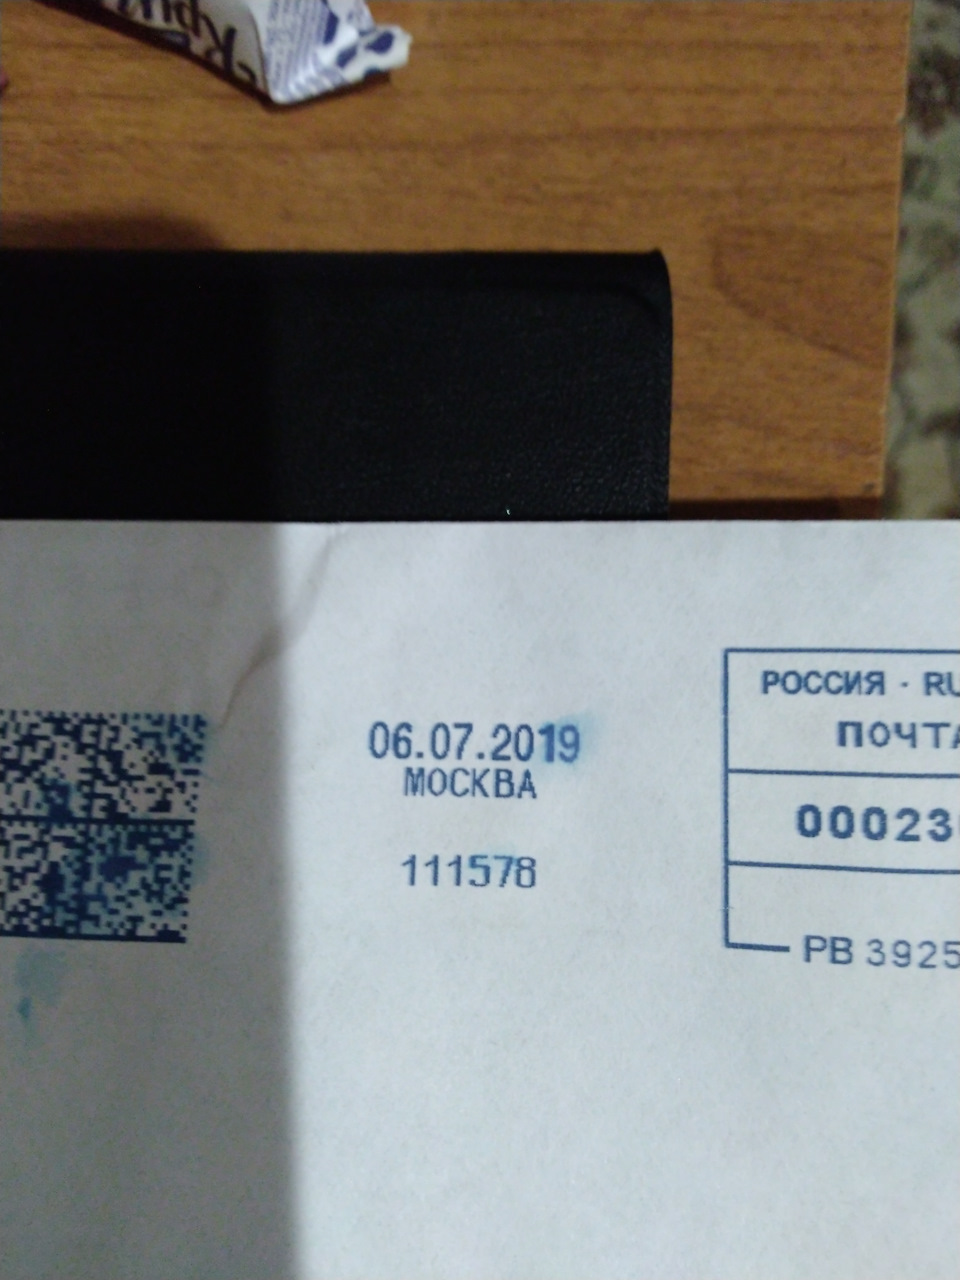 06.07.2019
МОСКВА
111578
РОССИЯ · RU
ПОЧТА
00023
РВ 3925